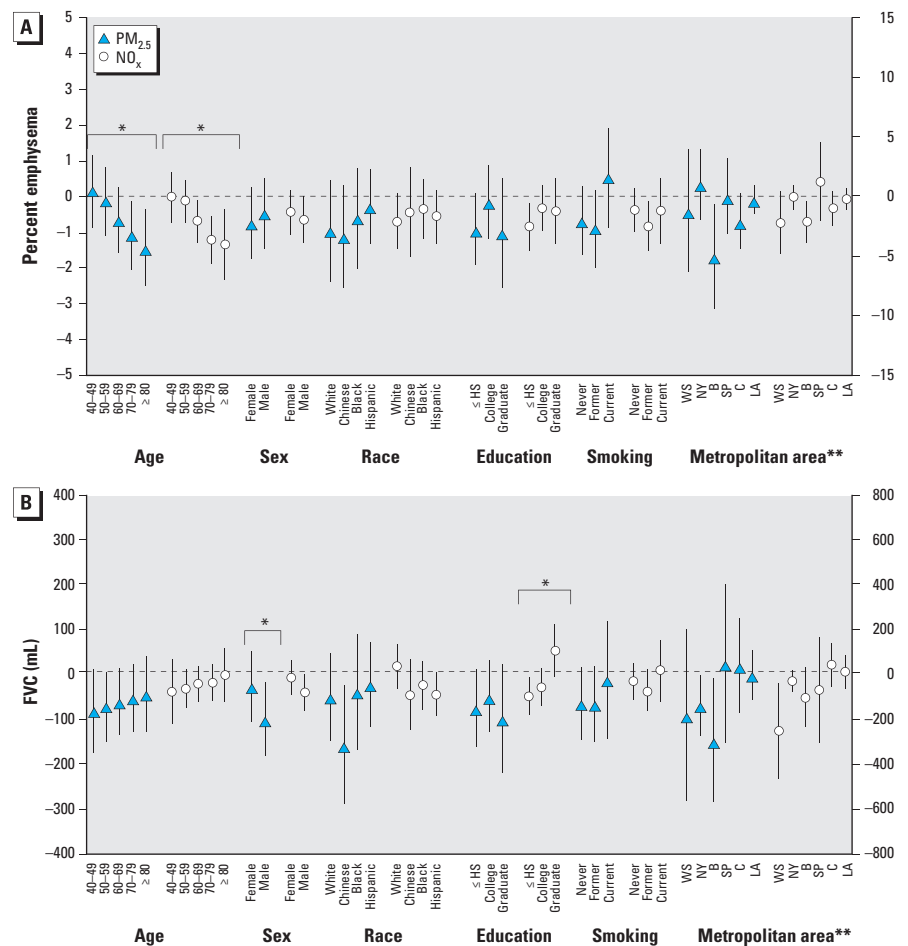 A
PM2.5
NOx
Percent emphysema
5
4
3
2
1
0
–1
–2
–3
–4
–5
15
10
5
0
–5
–10
–15
*
*
40–49
50–59
60–69
70–79
≥ 80
40–49
50–59
60–69
70–79
≥ 80
Female
Male
Female
Male
White
Chinese
Black
Hispanic
White
Chinese
Black
Hispanic
≤ HS
College
Graduate
≤ HS
College
Graduate
Never
Former
Current
Never
Former
Current
WS
NY
B
SP
C
LA
WS
NY
B
SP
C
LA
Age Sex Race Education Smoking Metropolitan area**
B
FVC (mL)
400
300
200
100
0
–100
–200
–300
–400
800
600
400
200
0
–200
–400
–600
–800
*
*
40–49
50–59
60–69
70–79
≥ 80
40–49
50–59
60–69
70–79
≥ 80
Female
Male
Female
Male
White
Chinese
Black
Hispanic
White
Chinese
Black
Hispanic
≤ HS
College
Graduate
≤ HS
College
Graduate
Never
Former
Current
Never
Former
Current
WS
NY
B
SP
C
LA
WS
NY
B
SP
C
LA
Age Sex Race Education Smoking Metropolitan area**